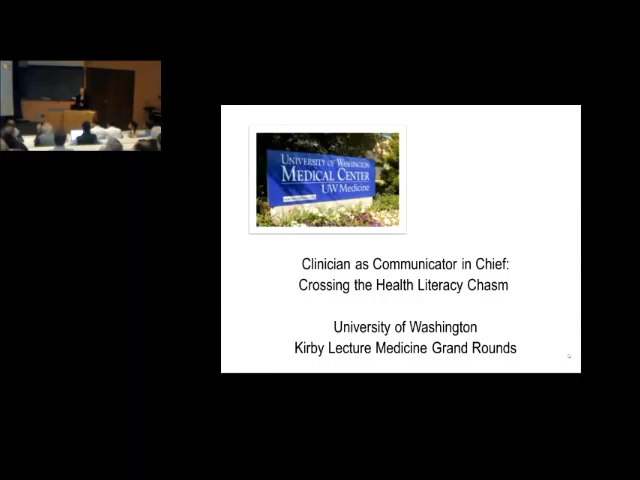 UNIVERSITY OF WASHINGTON
MEDICAL CENTER
UW Medicine
Clinician as Communicator in Chief:
Crossing the Health Literacy Chasm
University of Washington
Kirby Lecture Medicine Grand Rounds